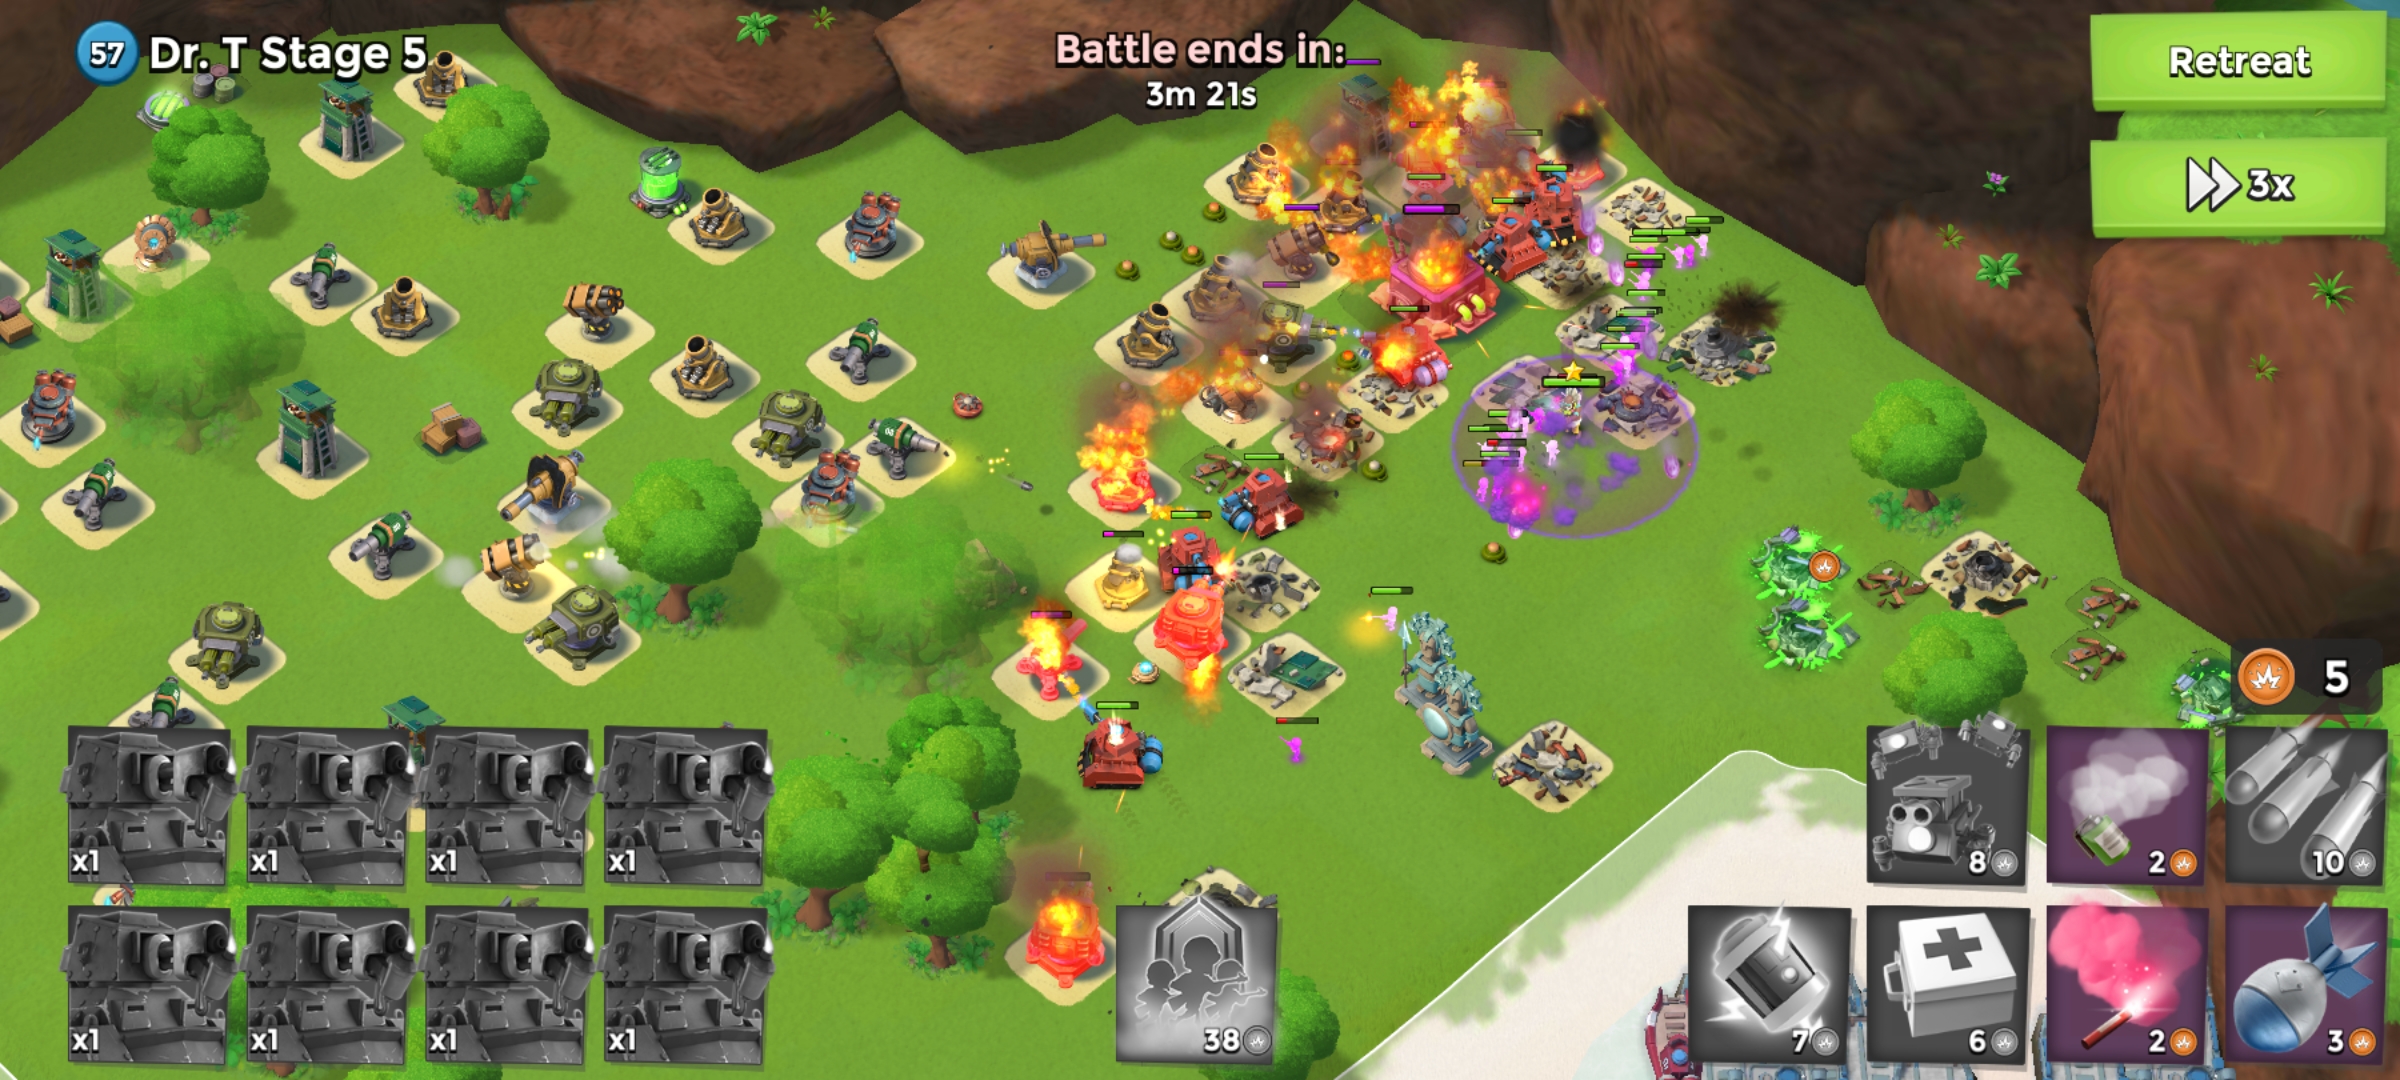 57 Dr. T Stage 5
Battle ends in:
3m 21s
Retreat
3x
5
x1 x1 x1 x1
8 2 10
x1 x1 x1 x1
38 7 6 2 3